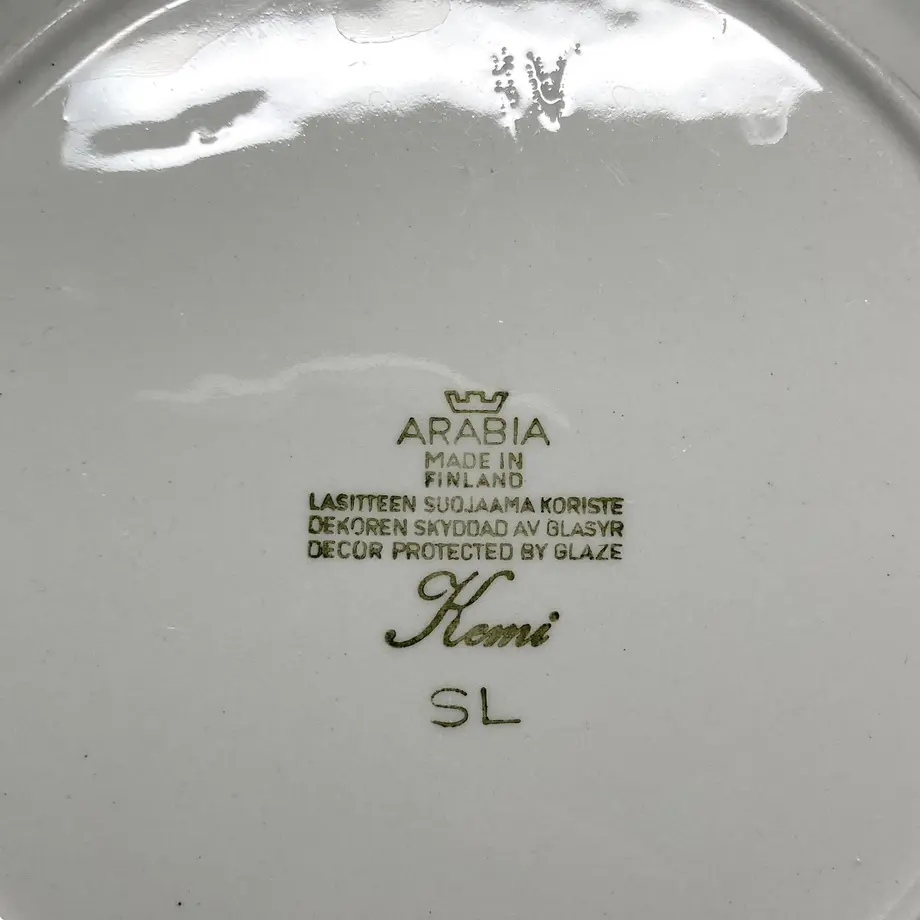 ARABIA
MADE IN
FINLAND
LASITTEEN SUOJAAMA KORISTE
DEKOREN SKYDDAD AV GLASYR
DECOR PROTECTED BY GLAZE
Kemi
SL